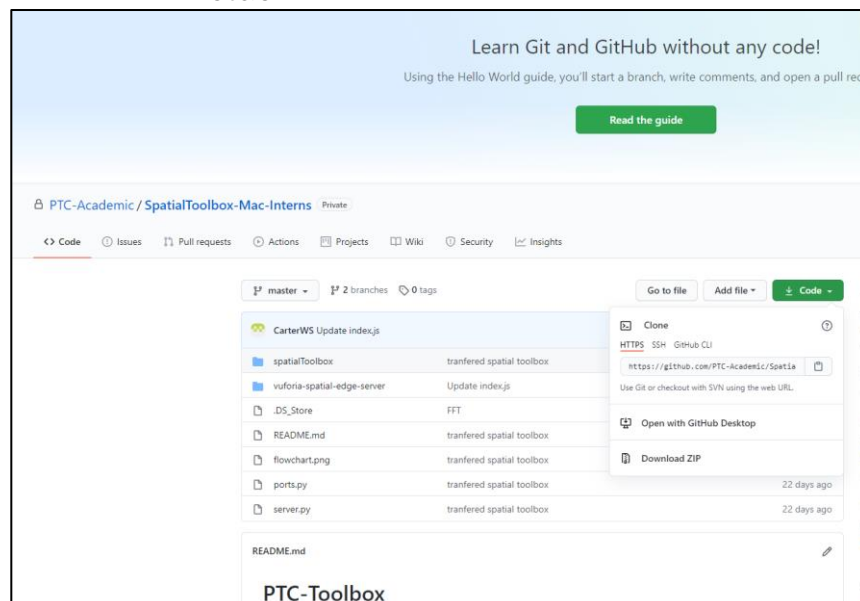 Learn Git and GitHub without any code!
Using the Hello World guide, you'll start a branch, write comments, and open a pull
Read the guide
PTC-Academic / SpatialToolbox-Mac-Interns Private
<> Code Issues Pull requests Actions Projects Wiki Security Insights
master 2 branches 0 tags Go to file Add file Code
CarterWS Update index.js
spatialToolbox tranfered spatial toolbox
vuforia-spatial-edge-server Update index.js
.DS_Store FFT
README.md tranfered spatial toolbox
flowchart.png tranfered spatial toolbox
ports.py tranfered spatial toolbox 22 days ago
server.py tranfered spatial toolbox 22 days ago
Clone
HTTPS SSH GitHub CLI
https://github.com/PTC-Academic/Spatia
Use Git or checkout with SVN using the web URL.
Open with GitHub Desktop
Download ZIP
README.md
PTC-Toolbox